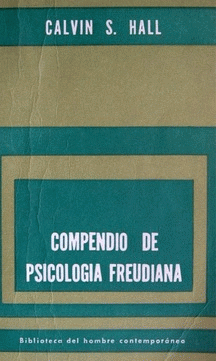 CALVIN S. HALL
COMPENDIO DE
PSICOLOGIA FREUDIANA
Biblioteca del hombre contemporáneo